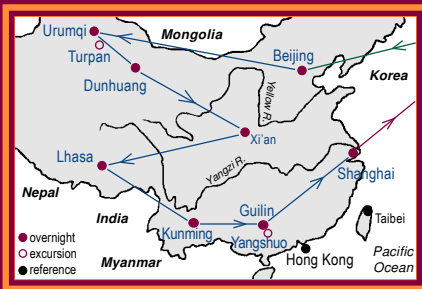 Urumqi
Mongolia
Turpan
Beijing
Dunhuang
Korea
Yellow R.
Xi'an
Lhasa
Yangzi R.
Shanghai
Nepal
India
Guilin
Taibei
Kunming
Yangshuo
overnight
excursion
reference
Myanmar
Hong Kong
Pacific
Ocean